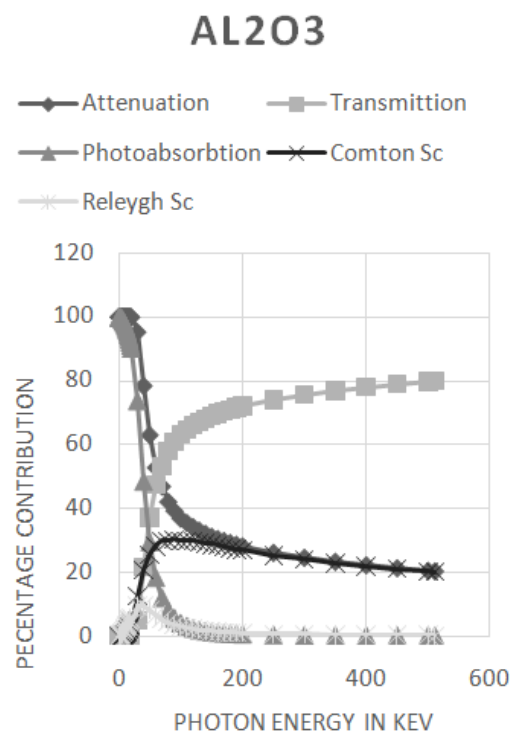 AL2O3
Attenuation Transmittion
Photoabsorbtion Comton Sc
Releygh Sc
120
100
80
60
40
20
0
0 200 400 600
PECENTAGE CONTRIBUTION
PHOTON ENERGY IN KEV